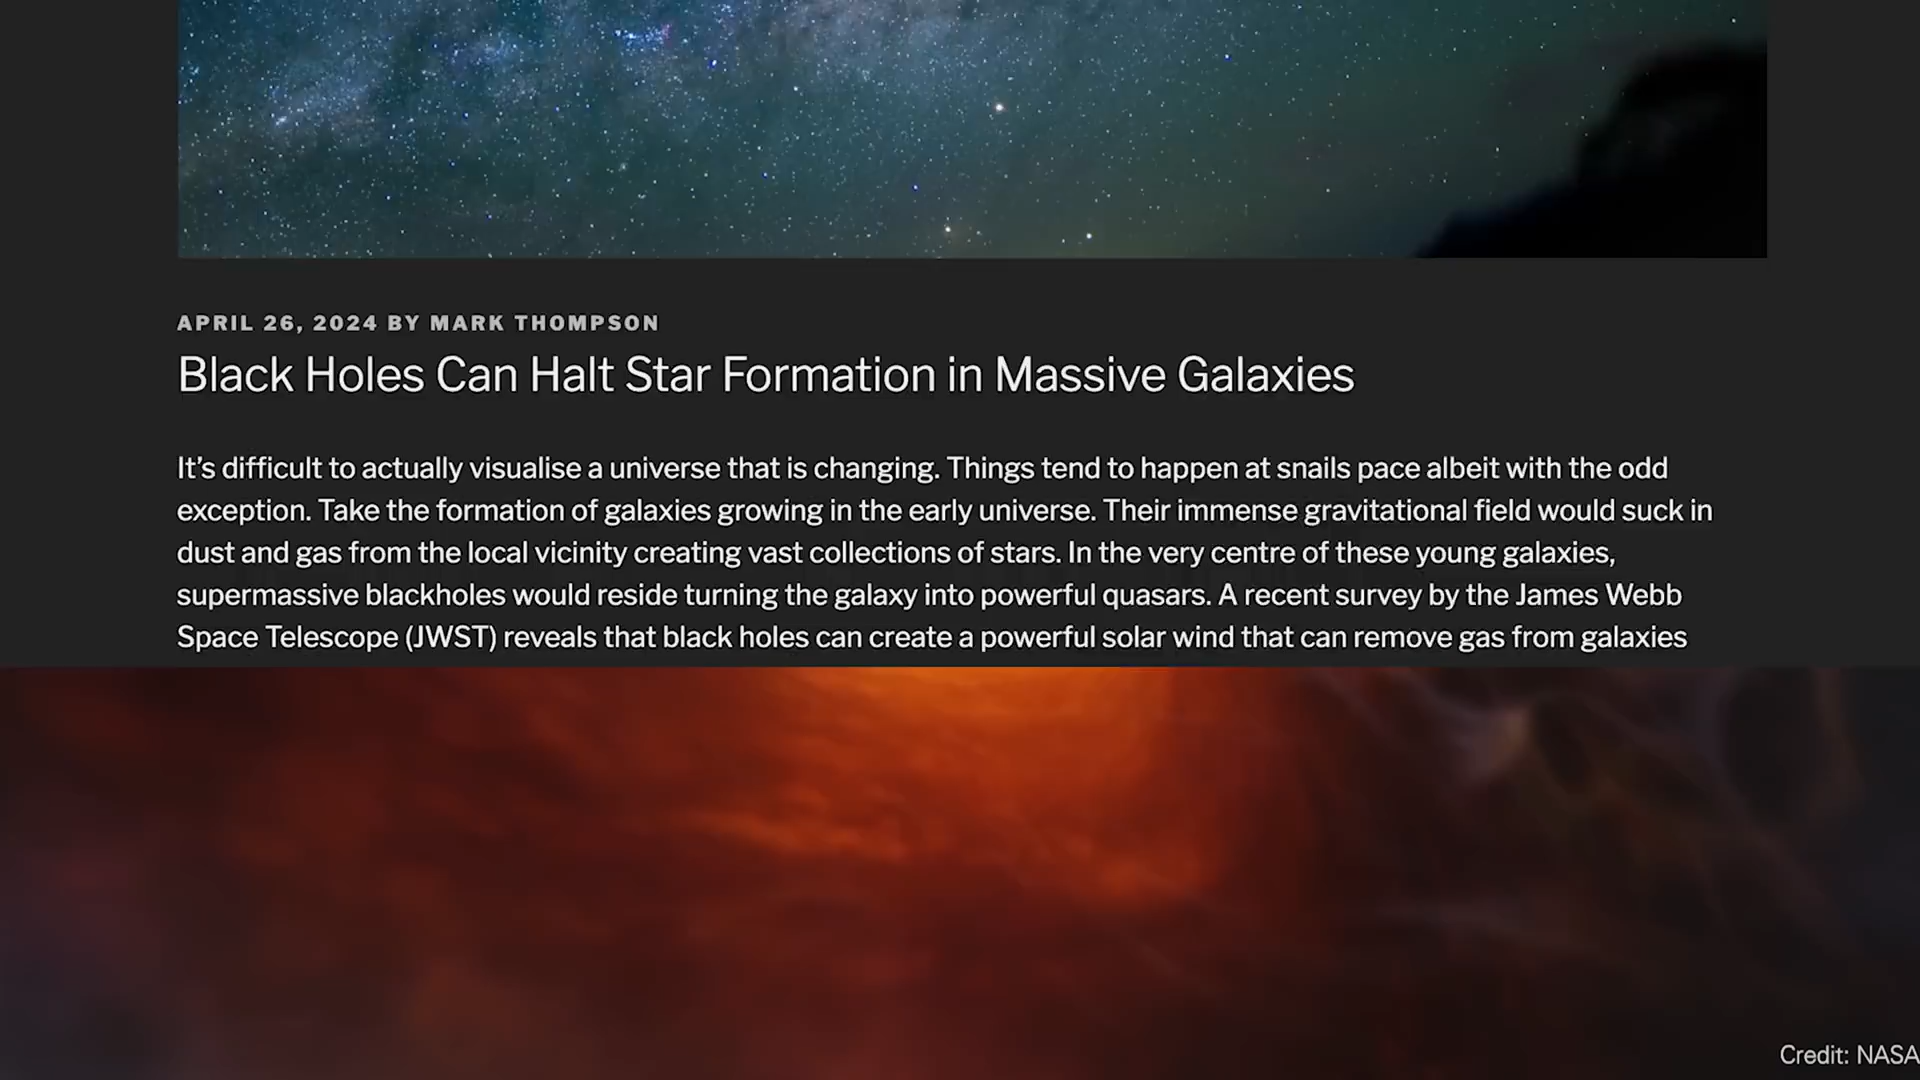 APRIL 26, 2024 BY MARK THOMPSON
Black Holes Can Halt Star Formation in Massive Galaxies
It’s difficult to actually visualise a universe that is changing. Things tend to happen at snails pace albeit with the odd
exception. Take the formation of galaxies growing in the early universe. Their immense gravitational field would suck in
dust and gas from the local vicinity creating vast collections of stars. In the very centre of these young galaxies,
supermassive blackholes would reside turning the galaxy into powerful quasars. A recent survey by the James Webb
Space Telescope (JWST) reveals that black holes can create a powerful solar wind that can remove gas from galaxies
Credit: NASA